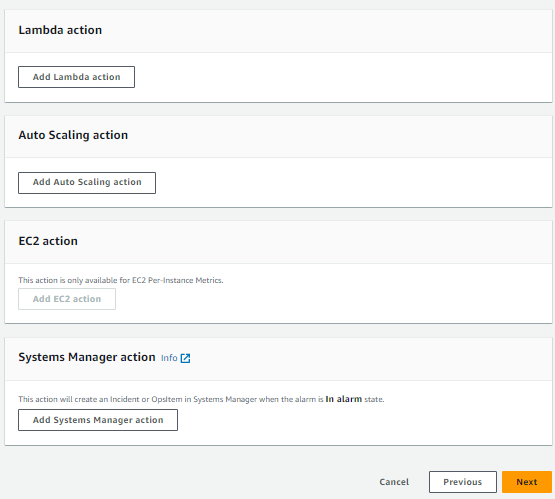 Lambda action
Add Lambda action
Auto Scaling action
Add Auto Scaling action
EC2 action
This action is only available for EC2 Per-Instance Metrics.
Add EC2 action
Systems Manager action Info
This action will create an Incident or OpsItem in Systems Manager when the alarm is In alarm state.
Add Systems Manager action
Cancel Previous Next